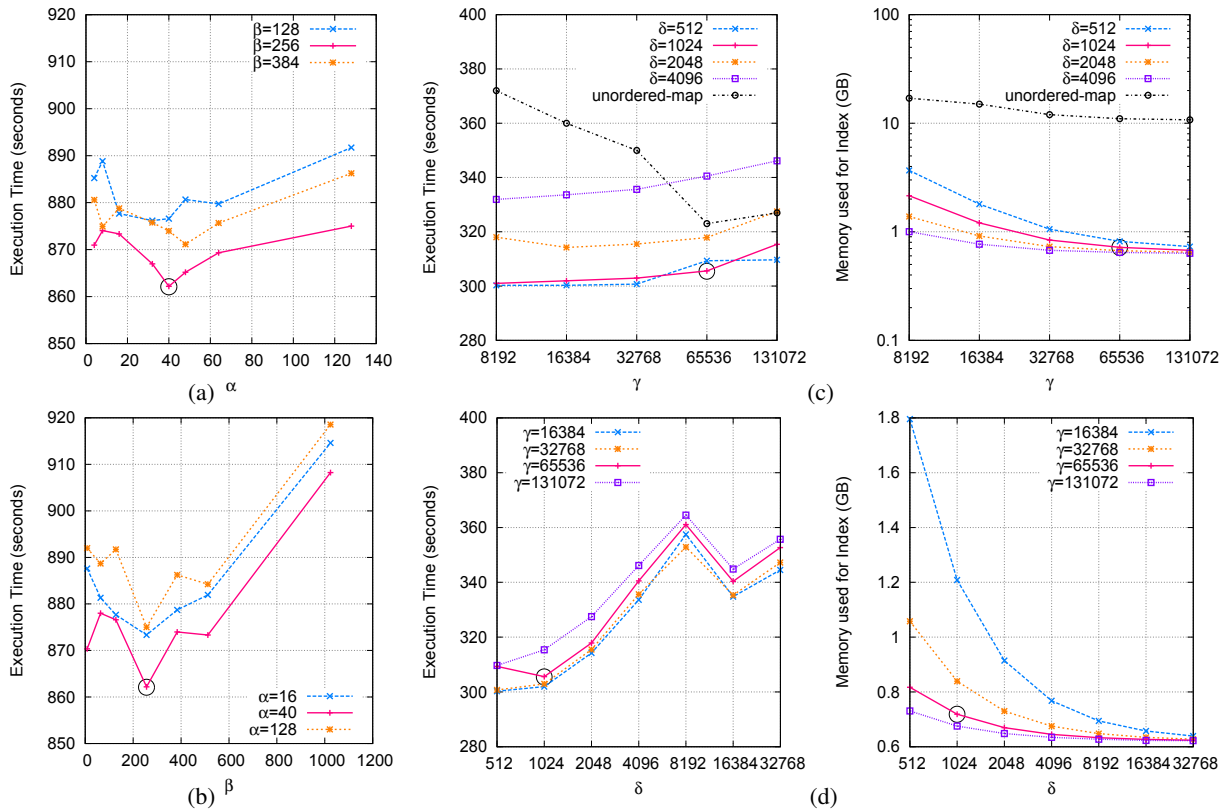 920
910
900
890
880
870
860
850
0 20 40 60 80 100 120 140
Execution Time (seconds)
α
β=128
β=256
β=384
(a)
400
380
360
340
320
300
280
8192 16384 32768 65536 131072
Execution Time (seconds)
γ
δ=512
δ=1024
δ=2048
δ=4096
unordered-map
100
10
1
0.1
8192 16384 32768 65536 131072
Memory used for Index (GB)
γ
δ=512
δ=1024
δ=2048
δ=4096
unordered-map
(c)
920
910
900
890
880
870
860
850
0 200 400 600 800 1000 1200
Execution Time (seconds)
β
α=16
α=40
α=128
(b)
400
380
360
340
320
300
280
512 1024 2048 4096 8192 16384 32768
Execution Time (seconds)
δ
γ=16384
γ=32768
γ=65536
γ=131072
1.8
1.6
1.4
1.2
1
0.8
0.6
512 1024 2048 4096 8192 16384 32768
Memory used for Index (GB)
δ
γ=16384
γ=32768
γ=65536
γ=131072
(d)